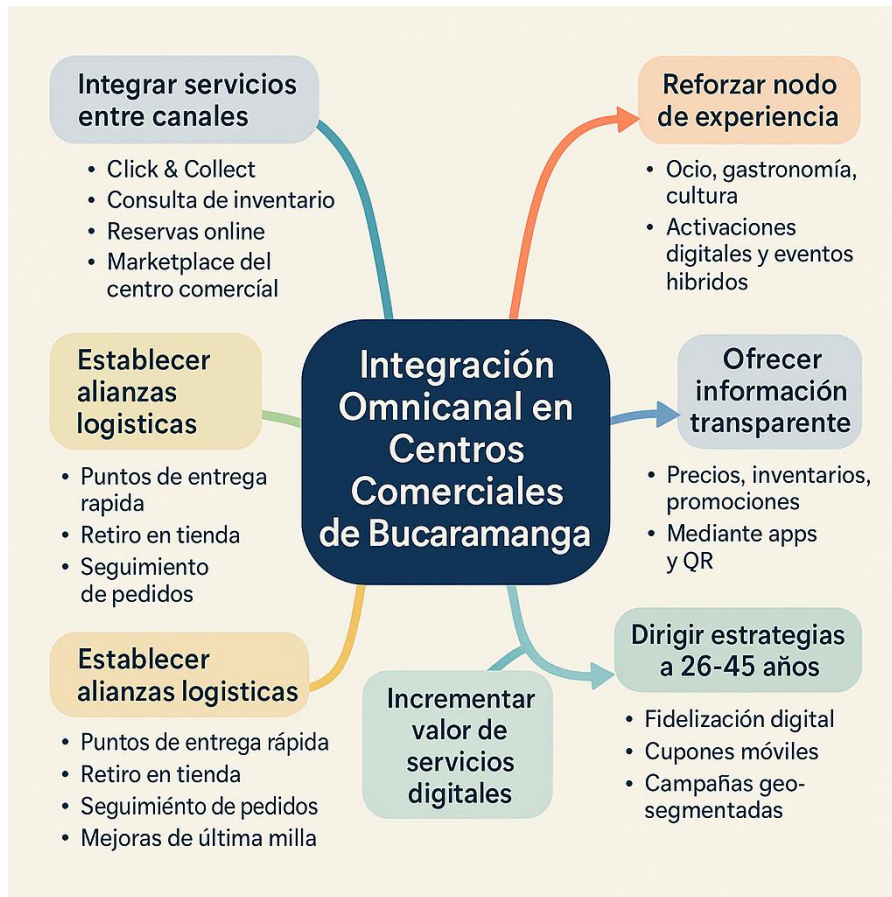 Integrar servicios
entre canales
• Click & Collect
• Consulta de inventario
• Reservas online
• Marketplace del
centro comercíal
Establecer
alianzas
logisticas
• Puntos de entrega
rapida
• Retiro en tienda
• Seguimiento
de pedidos
Establecer
alianzas logisticas
• Puntos de entrega rápida
• Retiro en tienda
• Seguimiénto de pedidos
• Mejoras de última milla
Integración
Omnicanal en
Centros
Comerciales
de Bucaramanga
Incrementar
valor de
servicios
digitales
Reforzar nodo
de experiencia
• Ocio, gastronomía,
cultura
• Activaciones
digitales y eventos
hibridos
Ofrecer
información
transparente
• Precios, inventarios,
promociones
• Mediante apps
y QR
Dirigir estrategias
a 26-45 años
• Fidelización digital
• Cupones móviles
• Campañas geo-
segmentadas